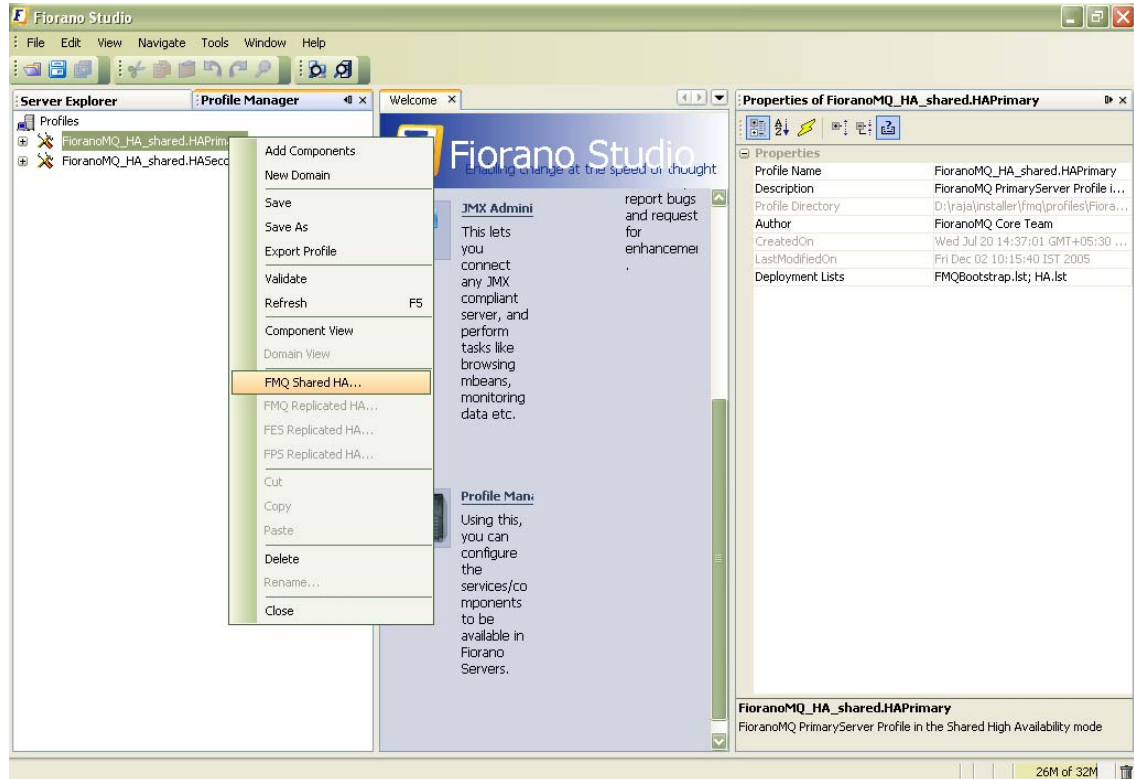 Fiorano Studio
File Edit View Navigate Tools Window Help
Server Explorer
Profile Manager
Profiles
FioranoMQ_HA_shared.HAPrim
FioranoMQ_HA_shared.HASecc
Add Components
New Domain
Save
Save As
Export Profile
Validate
Refresh F5
Component View
Domain View
FMQ Shared HA...
FMQ Replicated HA...
FES Replicated HA...
FPS Replicated HA...
Cut
Copy
Paste
Delete
Rename...
Close
Welcome
Fiorano Studio
Enabling change at the speed of thought
JMX Admini
This lets
you
connect
any JMX
compliant
server, and
perform
tasks like
browsing
mbeans,
monitoring
data etc.
report bugs
and request
for
enhancemer
.
Profile Mana
Using this,
you can
configure
the
services/co
mponents
to be
available in
Fiorano
Servers.
Properties of FioranoMQ_HA_shared.HAPrimary
Properties
Profile Name FioranoMQ_HA_shared.HAPrimary
Description FioranoMQ PrimaryServer Profile i...
Profile Directory D:\raja\installer\fmq\profiles\Fiora...
Author FioranoMQ Core Team
CreatedOn Wed Jul 20 14:37:01 GMT+05:30 ...
LastModifiedOn Fri Dec 02 10:15:40 IST 2005
Deployment Lists FMQBootstrap.lst; HA.lst
FioranoMQ_HA_shared.HAPrimary
FioranoMQ PrimaryServer Profile in the Shared High Availability mode
26M of 32M